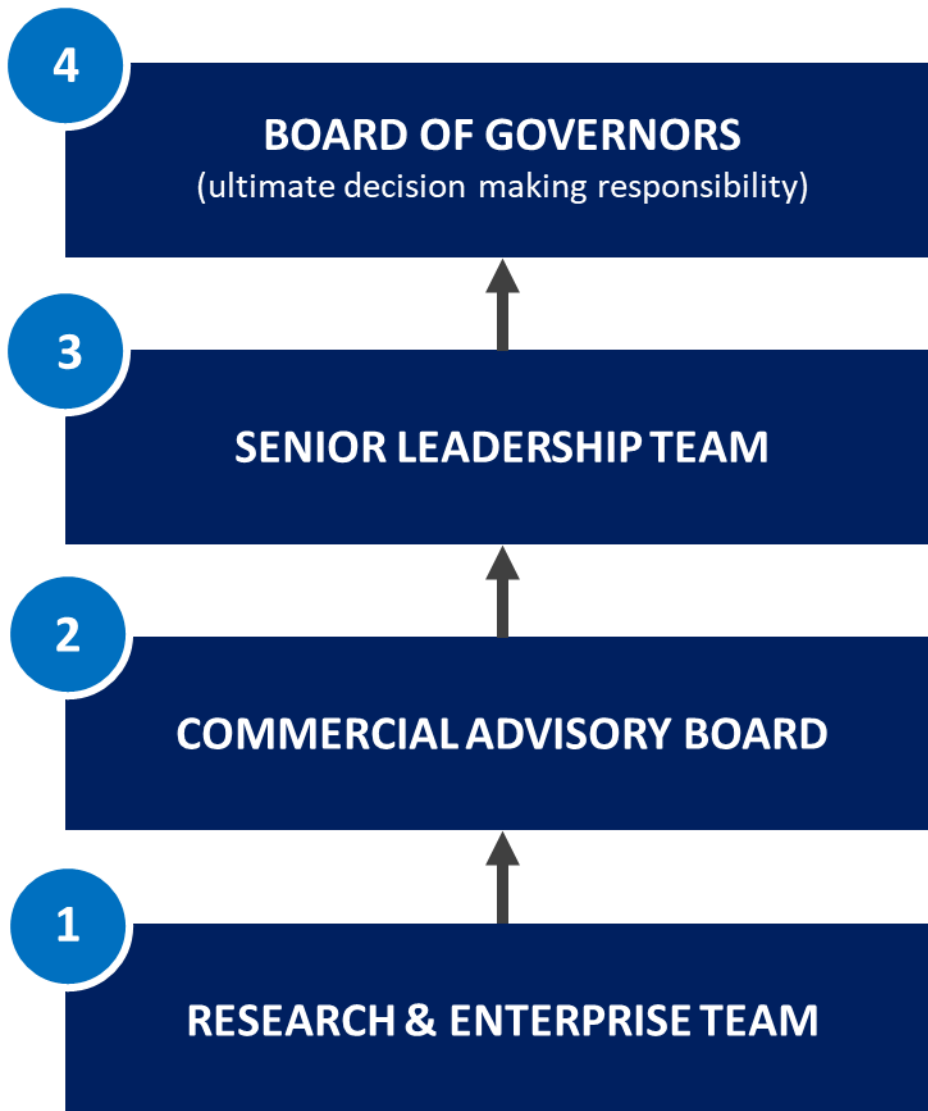 4
BOARD OF GOVERNORS
(ultimate decision making responsibility)
3
SENIOR LEADERSHIP TEAM
2
COMMERCIAL ADVISORY BOARD
1
RESEARCH & ENTERPRISE TEAM